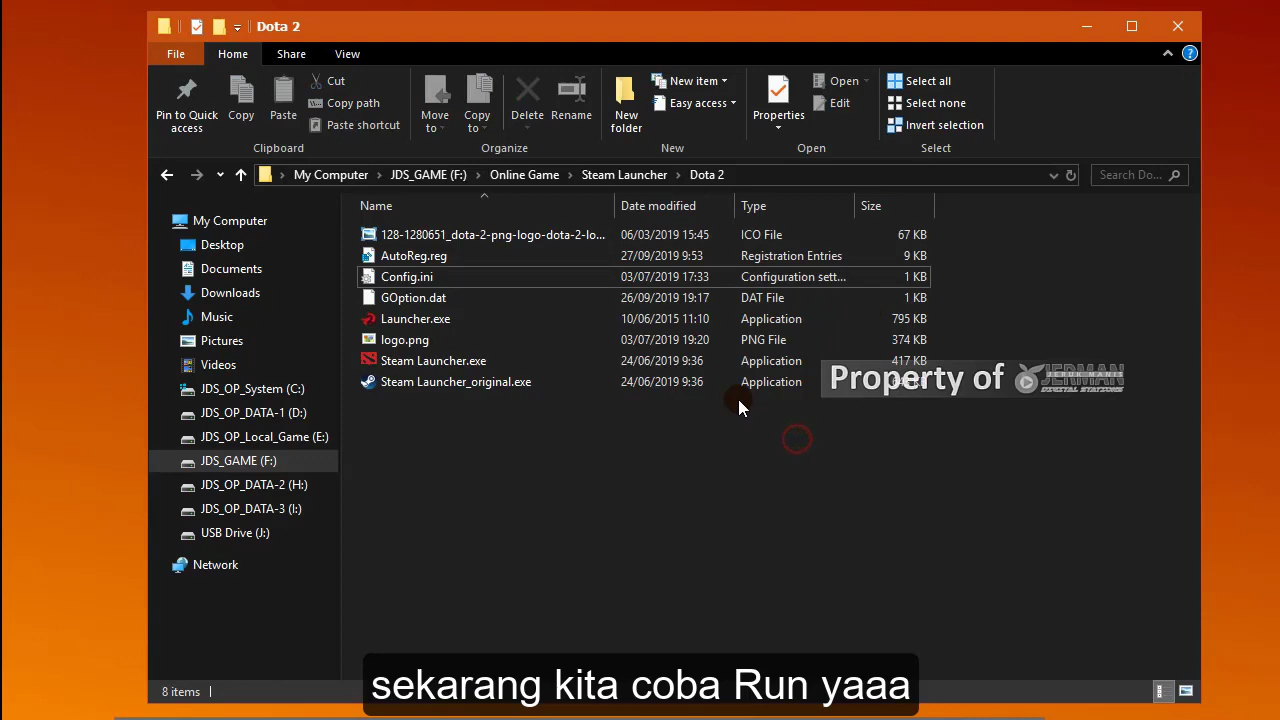 Dota 2
File Home Share View
Pin to Quick access
Copy
Paste
Cut
Copy path
Paste shortcut
Clipboard
Move to
Copy to
Delete
Rename
Organize
New folder
New item
Easy access
New
Properties
Open
Edit
Open
Select all
Select none
Invert selection
Select
My Computer JDS_GAME (F:) Online Game Steam Launcher Dota 2
Search Do...
Name Date modified Type Size
My Computer
Desktop
Documents
Downloads
Music
Pictures
Videos
JDS_OP_System (C:)
JDS_OP_DATA-1 (D:)
JDS_OP_Local_Game (E:)
JDS_GAME (F:)
JDS_OP_DATA-2 (H:)
JDS_OP_DATA-3 (I:)
USB Drive (J:)
Network
128-1280651_dota-2-png-logo-dota-2-lo... 06/03/2019 15:45 ICO File 67 KB
AutoReg.reg 27/09/2019 9:53 Registration Entries 9 KB
Config.ini 03/07/2019 17:33 Configuration sett... 1 KB
GOption.dat 26/09/2019 19:17 DAT File 1 KB
Launcher.exe 10/06/2015 11:10 Application 795 KB
logo.png 03/07/2019 19:20 PNG File 374 KB
Steam Launcher.exe 24/06/2019 9:36 Application 417 KB
Steam Launcher_original.exe 24/06/2019 9:36 Application
Property of JERMAN
DIGITAL STATIONS
8 items
sekarang kita coba Run yaaa